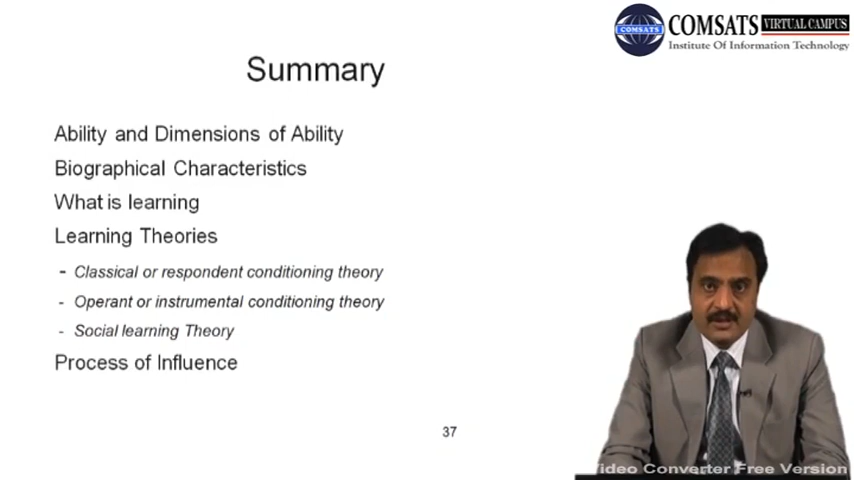 COMSATS VIRTUAL CAMPUS
COMSATS
Institute Of Information Technology
Summary
Ability and Dimensions of Ability
Biographical Characteristics
What is learning
Learning Theories
- Classical or respondent conditioning theory
- Operant or instrumental conditioning theory
- Social learning Theory
Process of Influence
37
Video Converter Free Version